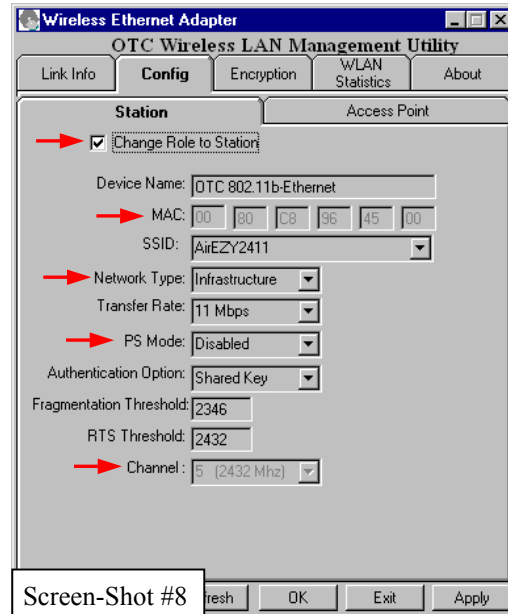 Wireless Ethernet Adapter
OTC Wireless LAN Management Utility
Link Info Config Encryption WLAN Statistics About
Station Access Point
Change Role to Station
Device Name: OTC 802.11b-Ethernet
MAC: 00 80 C8 96 45 00
SSID: AirEZY2411
Network Type: Infrastructure
Transfer Rate: 11 Mbps
PS Mode: Disabled
Authentication Option: Shared Key
Fragmentation Threshold: 2346
RTS Threshold: 2432
Channel : 5 (2432 Mhz)
Screen-Shot #8 resh OK Exit Apply